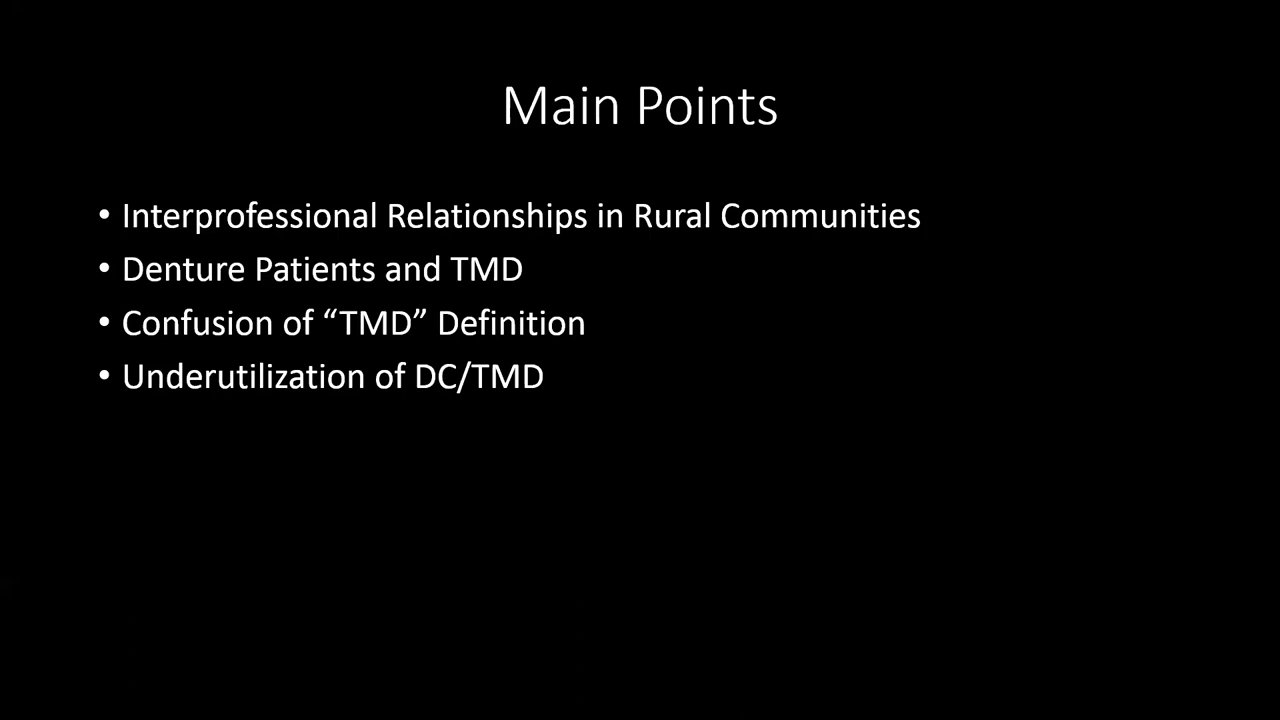 Main Points
• Interprofessional Relationships in Rural Communities
• Denture Patients and TMD
• Confusion of “TMD” Definition
• Underutilization of DC/TMD